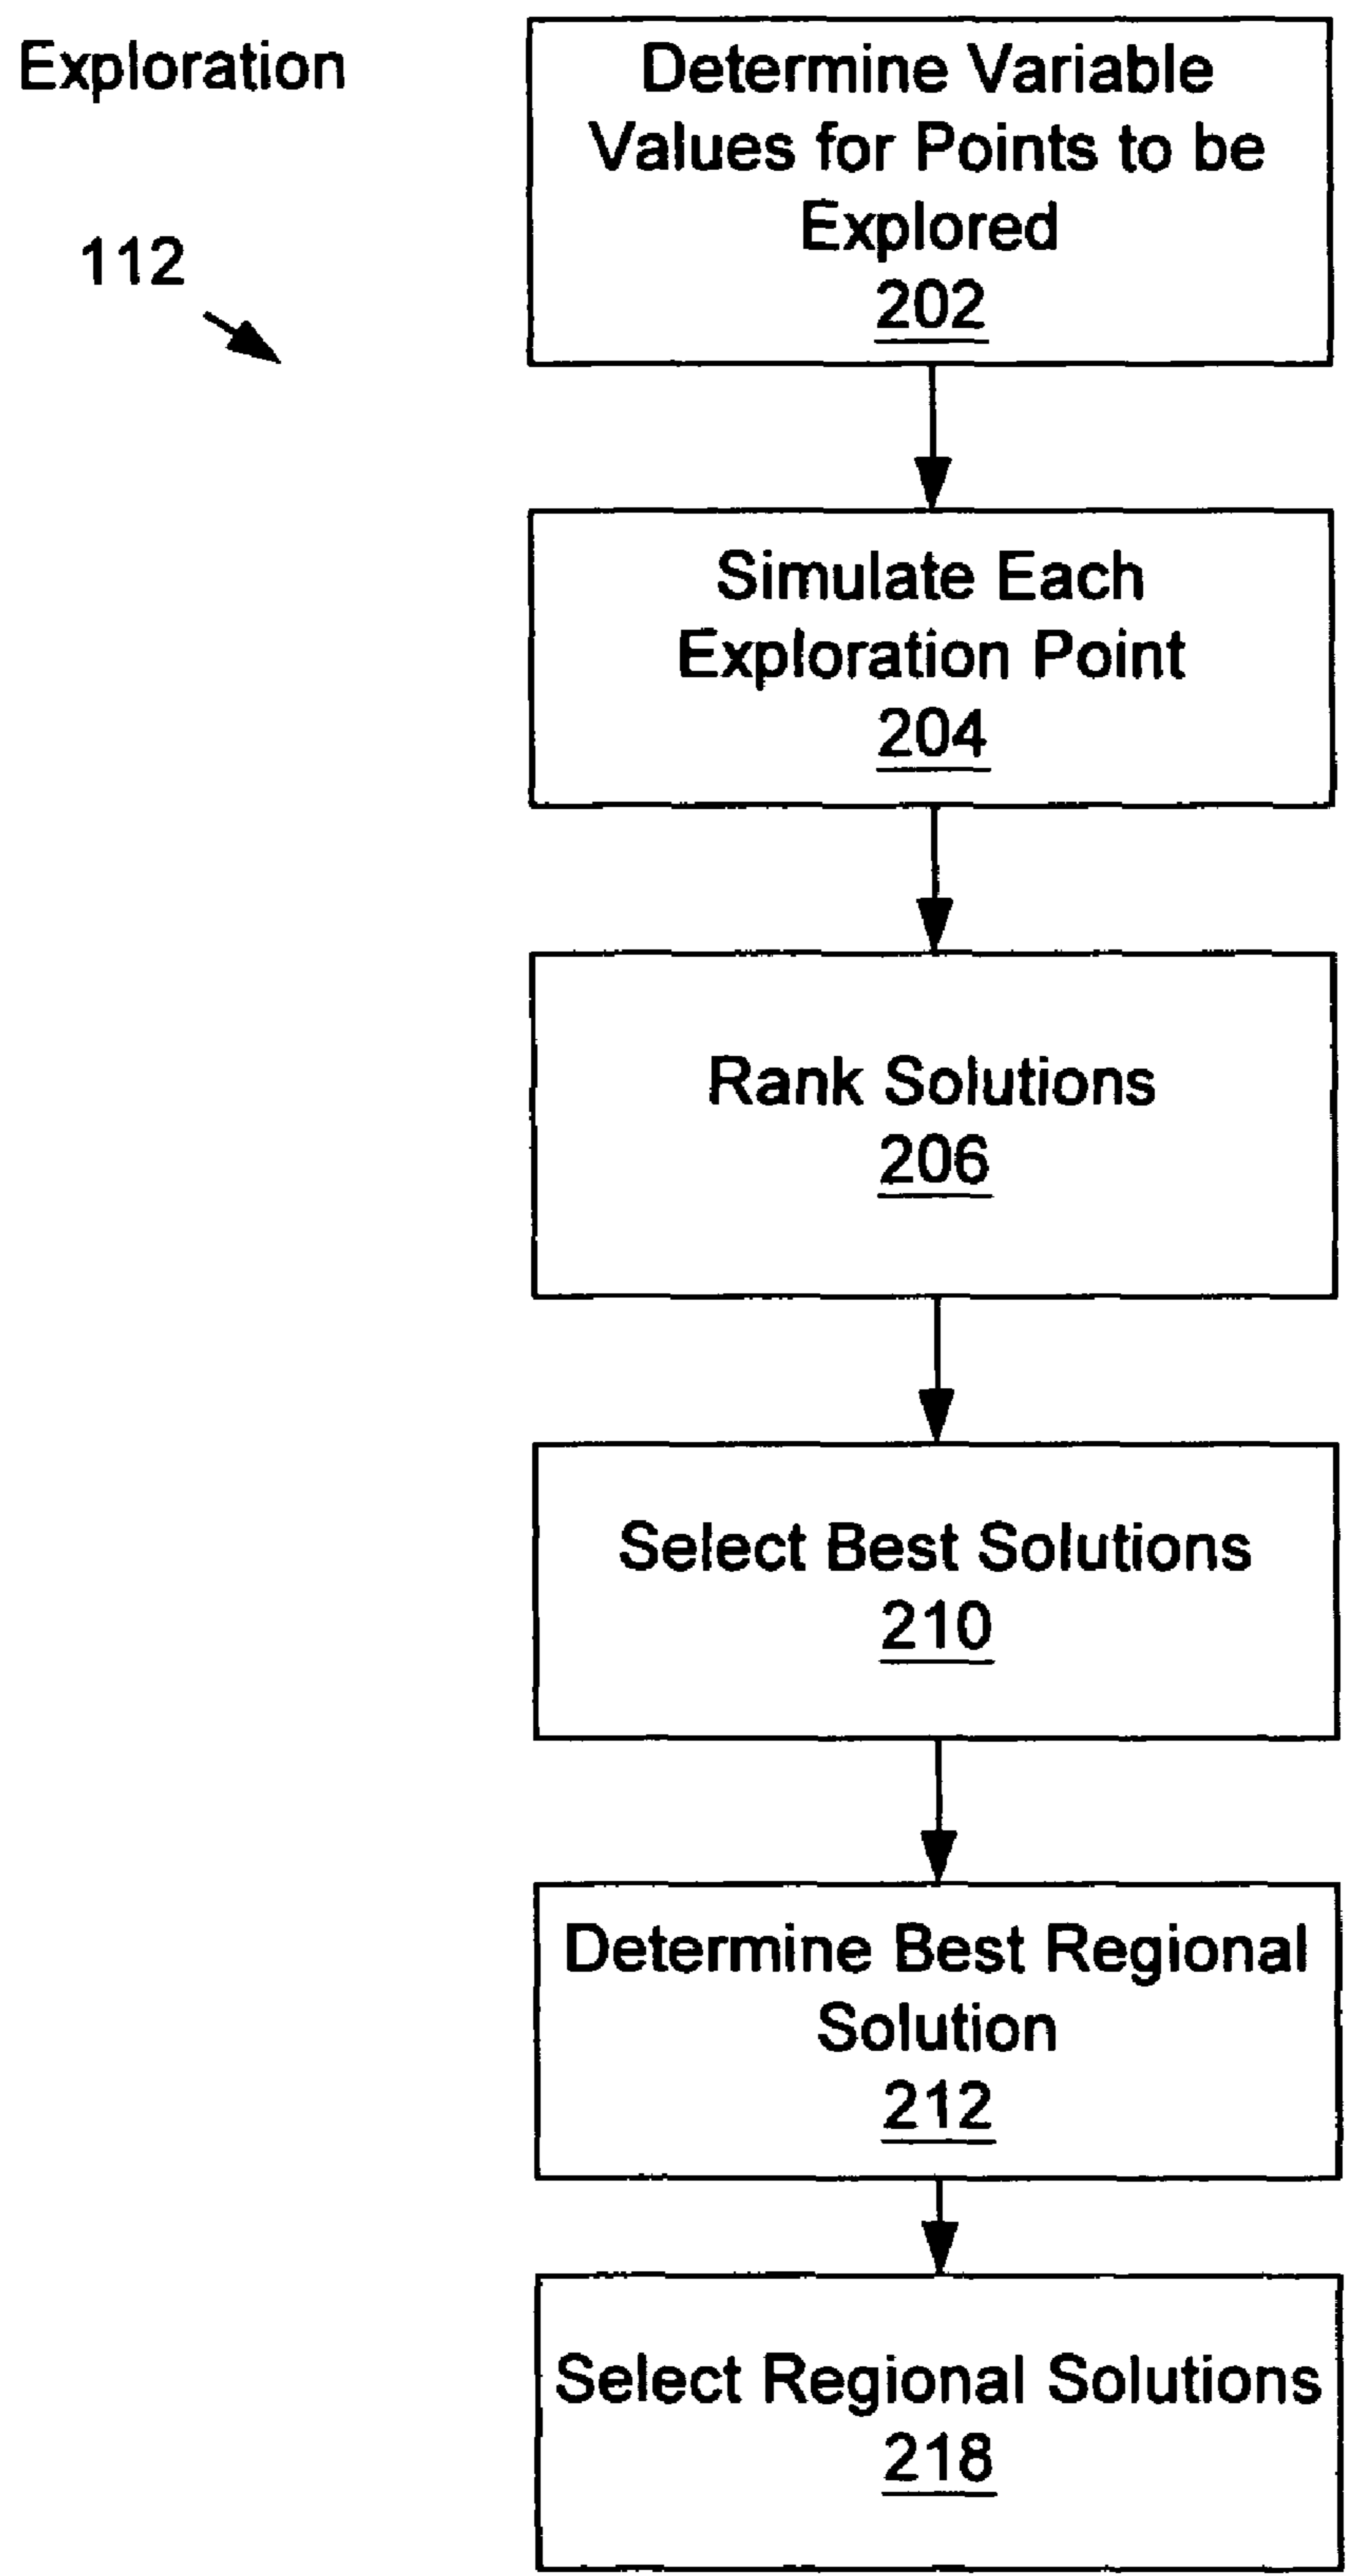 Exploration
112
Determine Variable
Values for Points to be
Explored
202
Simulate Each
Exploration Point
204
Rank Solutions
206
Select Best Solutions
210
Determine Best Regional
Solution
212
Select Regional Solutions
218